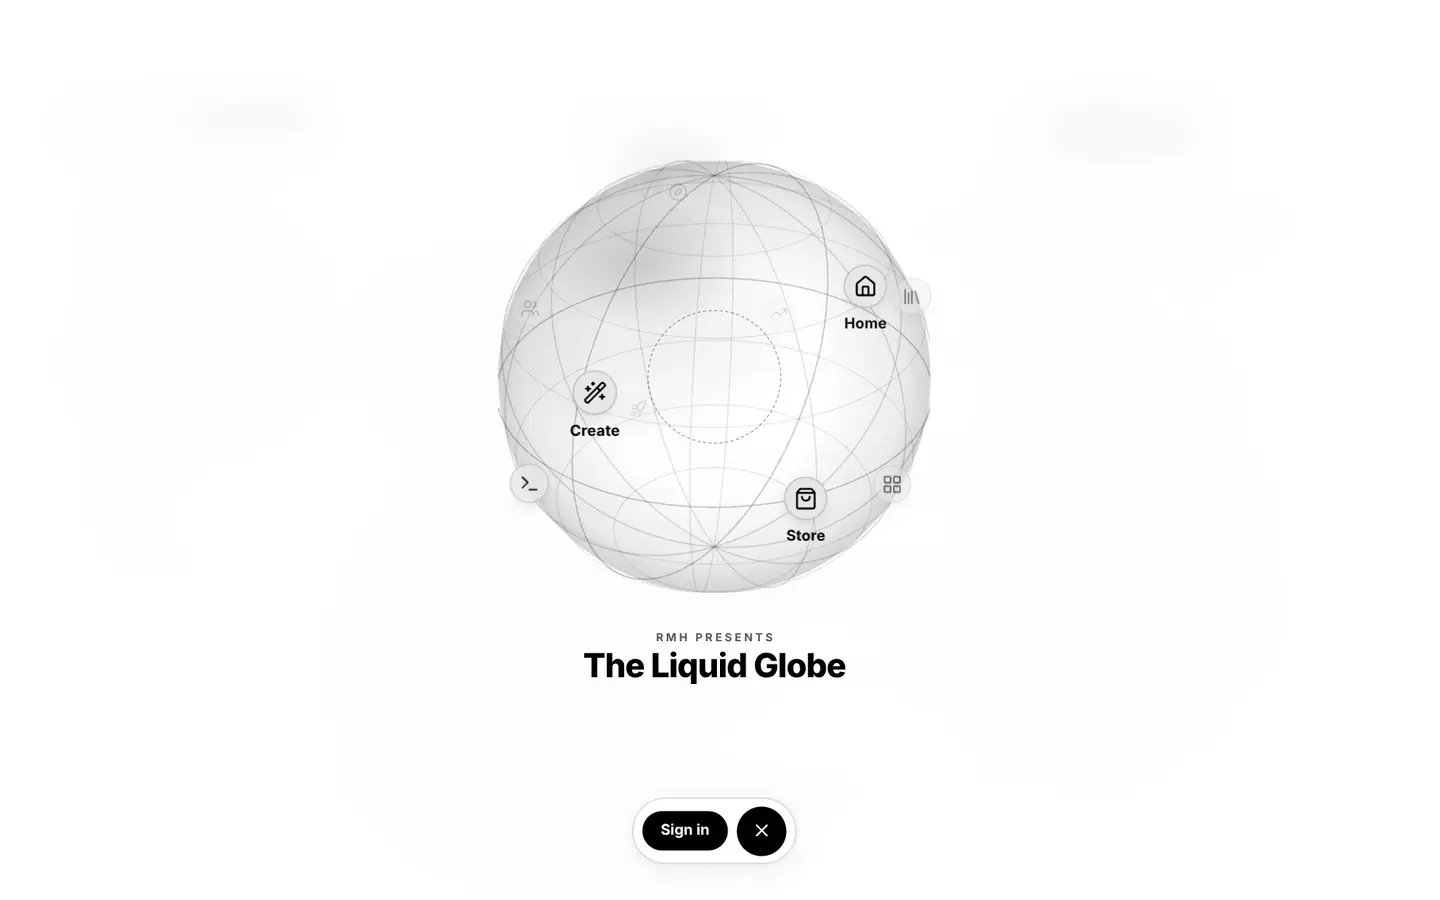 Home
Create
Store
RMH PRESENTS
The Liquid Globe
Sign in